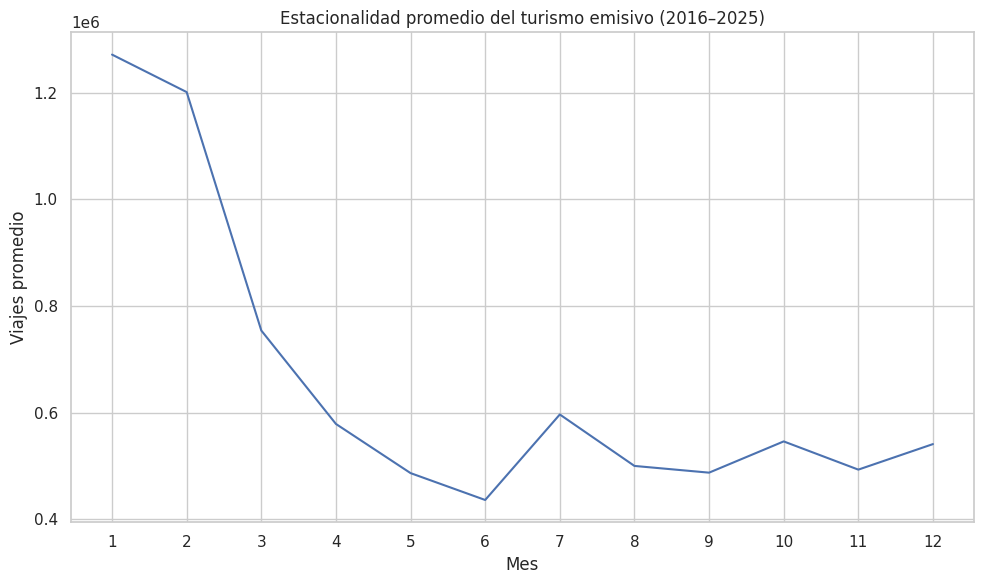 Estacionalidad promedio del turismo emisivo (2016–2025)
1e6
1.2
1.0
0.8
0.6
0.4
Viajes promedio
1 2 3 4 5 6 7 8 9 10 11 12
Mes